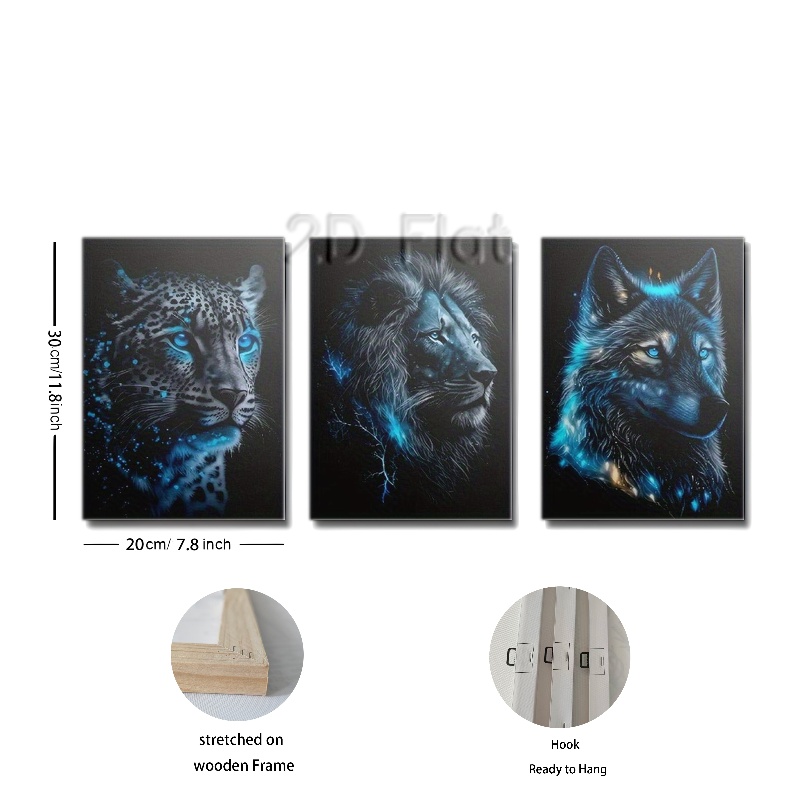 2D Flat
30cm/11.8inch
20cm/ 7.8 inch
stretched on
wooden Frame
Hook
Ready to Hang